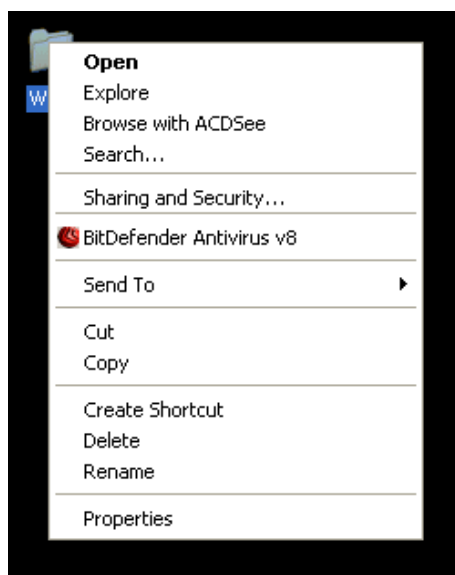 W
Open
Explore
Browse with ACDSee
Search...
Sharing and Security...
BitDefender Antivirus v8
Send To
Cut
Copy
Create Shortcut
Delete
Rename
Properties